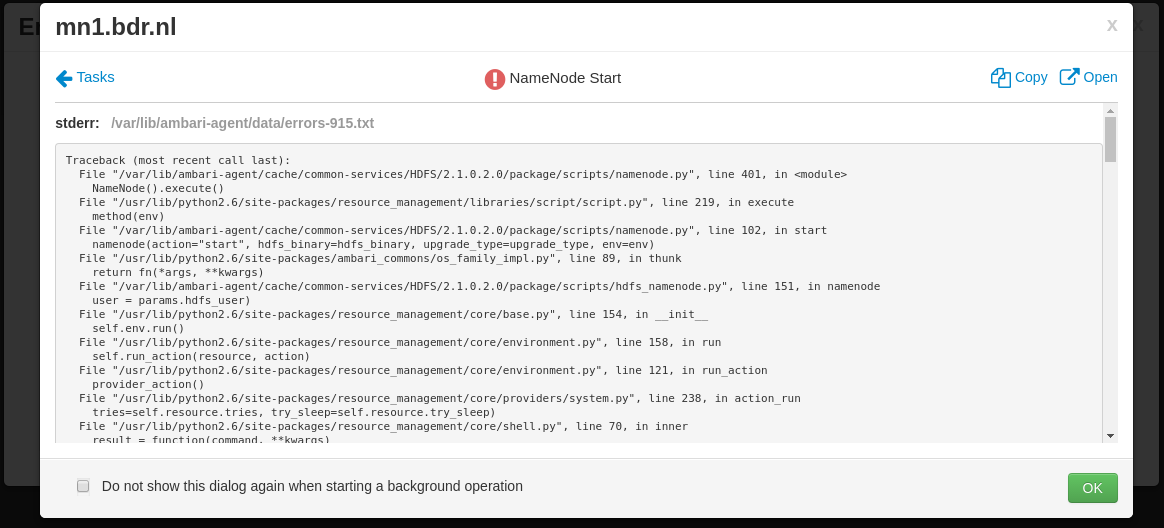 En
mn1.bdr.nl
x
x
Tasks
NameNode Start
Copy
Open
stderr: /var/lib/ambari-agent/data/errors-915.txt
Traceback (most recent call last):
  File "/var/lib/ambari-agent/cache/common-services/HDFS/2.1.0.2.0/package/scripts/namenode.py", line 401, in <module>
    NameNode().execute()
  File "/usr/lib/python2.6/site-packages/resource_management/libraries/script/script.py", line 219, in execute
    method(env)
  File "/var/lib/ambari-agent/cache/common-services/HDFS/2.1.0.2.0/package/scripts/namenode.py", line 102, in start
    namenode(action="start", hdfs_binary=hdfs_binary, upgrade_type=upgrade_type, env=env)
  File "/usr/lib/python2.6/site-packages/ambari_commons/os_family_impl.py", line 89, in thunk
    return fn(*args, **kwargs)
  File "/var/lib/ambari-agent/cache/common-services/HDFS/2.1.0.2.0/package/scripts/hdfs_namenode.py", line 151, in namenode
    user = params.hdfs_user)
  File "/usr/lib/python2.6/site-packages/resource_management/core/base.py", line 154, in __init__
    self.env.run()
  File "/usr/lib/python2.6/site-packages/resource_management/core/environment.py", line 158, in run
    self.run_action(resource, action)
  File "/usr/lib/python2.6/site-packages/resource_management/core/environment.py", line 121, in run_action
    provider_action()
  File "/usr/lib/python2.6/site-packages/resource_management/core/providers/system.py", line 238, in action_run
    tries=self.resource.tries, try_sleep=self.resource.try_sleep)
  File "/usr/lib/python2.6/site-packages/resource_management/core/shell.py", line 70, in inner
    result = function(command, **kwargs)
Do not show this dialog again when starting a background operation
OK